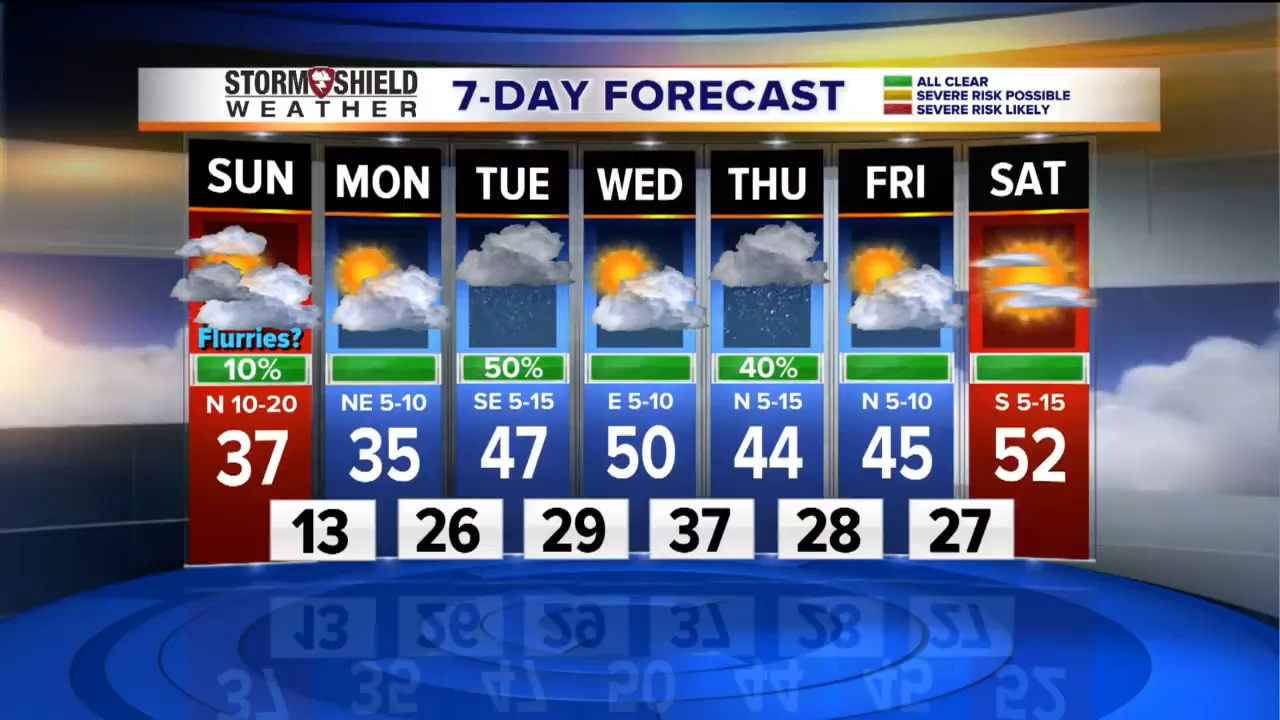 STORM SHIELD
WEATHER
7-DAY FORECAST
ALL CLEAR
SEVERE RISK POSSIBLE
SEVERE RISK LIKELY
SUN MON TUE WED THU FRI SAT
Flurries?
10% 50% 40%
N 10-20 NE 5-10 SE 5-15 E 5-10 N 5-15 N 5-10 S 5-15
37 35 47 50 44 45 52
13 26 29 37 28 27